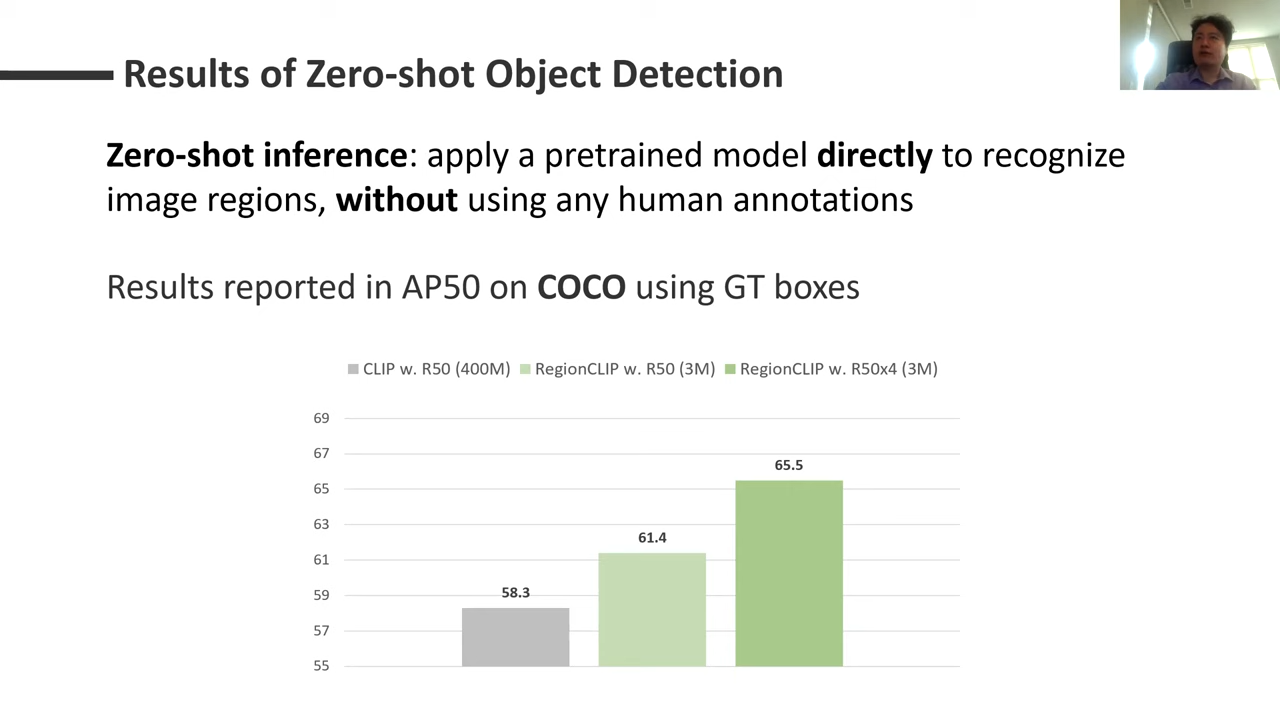 Results of Zero-shot Object Detection
Zero-shot inference: apply a pretrained model directly to recognize
image regions, without using any human annotations
Results reported in AP50 on COCO using GT boxes
CLIP w. R50 (400M) RegionCLIP w. R50 (3M) RegionCLIP w. R50x4 (3M)
69
67
65.5
65
63
61.4
61
58.3
59
57
55